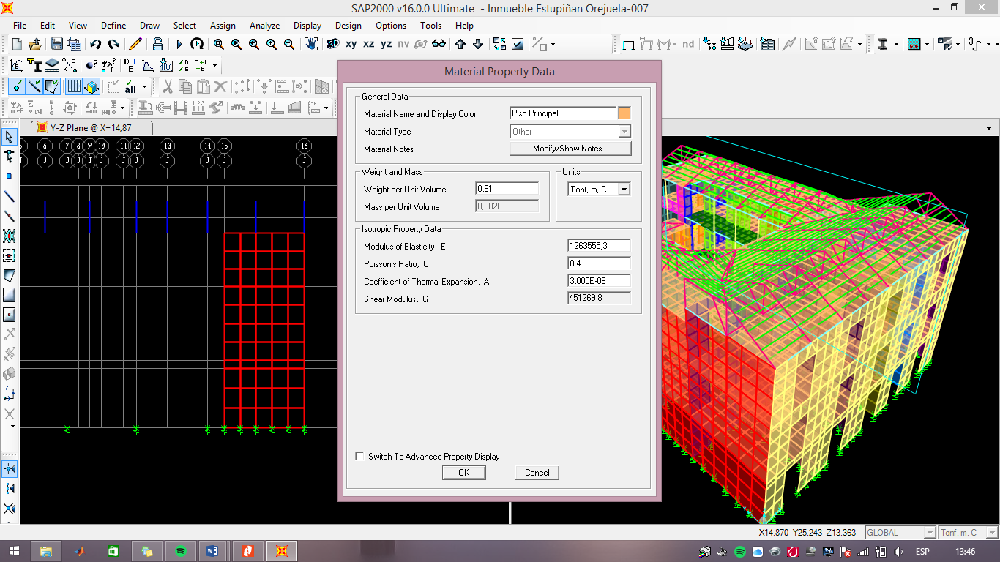 SAP2000 v16.0.0 Ultimate - Inmueble Estupiñan Orejuela-007
File Edit View Define Draw Select Assign Analyze Display Design Options Tools Help
3D xy xz yz nv nd
all
Y-Z Plane @ X=14,87
6 7 8 9 10 11 12 13 14 15 16
J J J J J J J J J J J
Material Property Data
General Data
Material Name and Display Color Piso Principal
Material Type Other
Material Notes Modify/Show Notes...
Weight and Mass
Weight per Unit Volume 0,81
Mass per Unit Volume 0,0826
Units
Tonf, m, C
Isotropic Property Data
Modulus of Elasticity, E 1263555,3
Poisson's Ratio, U 0,4
Coefficient of Thermal Expansion, A 3,000E-06
Shear Modulus, G 451269,8
Switch To Advanced Property Display
OK Cancel
X14,870 Y25,243 Z13,363 GLOBAL Tonf, m, C
ESP 13:46